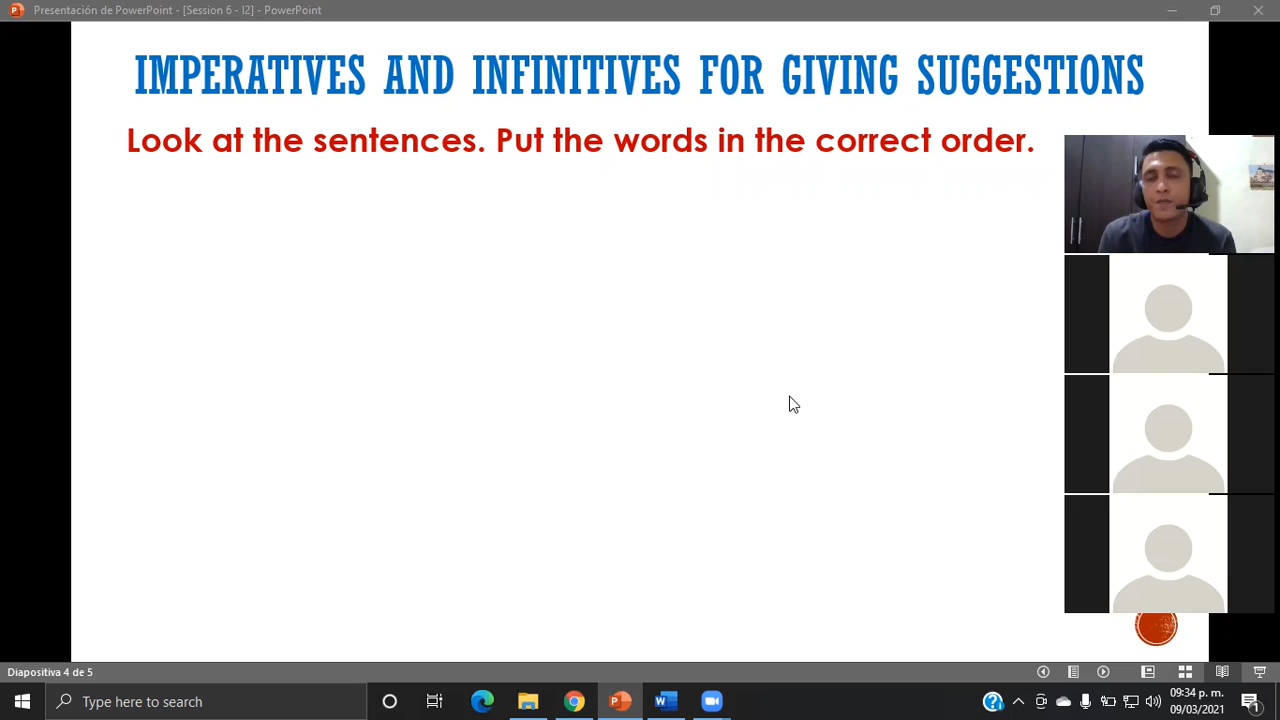 Presentación de PowerPoint - [Session 6 - I2] - PowerPoint
IMPERATIVES AND INFINITIVES FOR GIVING SUGGESTIONS
Look at the sentences. Put the words in the correct order.
Diapositiva 4 de 5
Type here to search
09:34 p. m.
09/03/2021
1